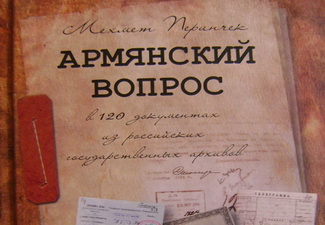 Мехмет Перинчек
АРМЯНСКИЙ
ВОПРОС
в 120 документах
из российских
государственных архивов